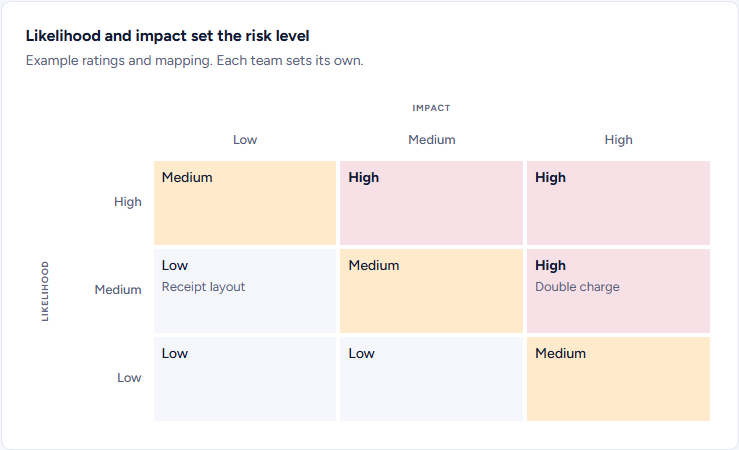 Likelihood and impact set the risk level
Example ratings and mapping. Each team sets its own.
IMPACT
Low Medium High
High
Medium High High
LIKELIHOOD
Medium
Low Medium High
Receipt layout Double charge
Low
Low Low Medium